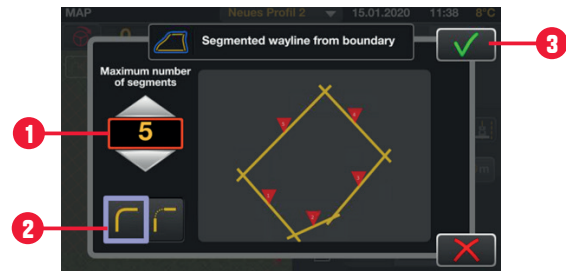 MAP Neues Profil 2 15.01.2020 11:38 8°C
Segmented wayline from boundary
3
Maximum number
of segments
1
5
2